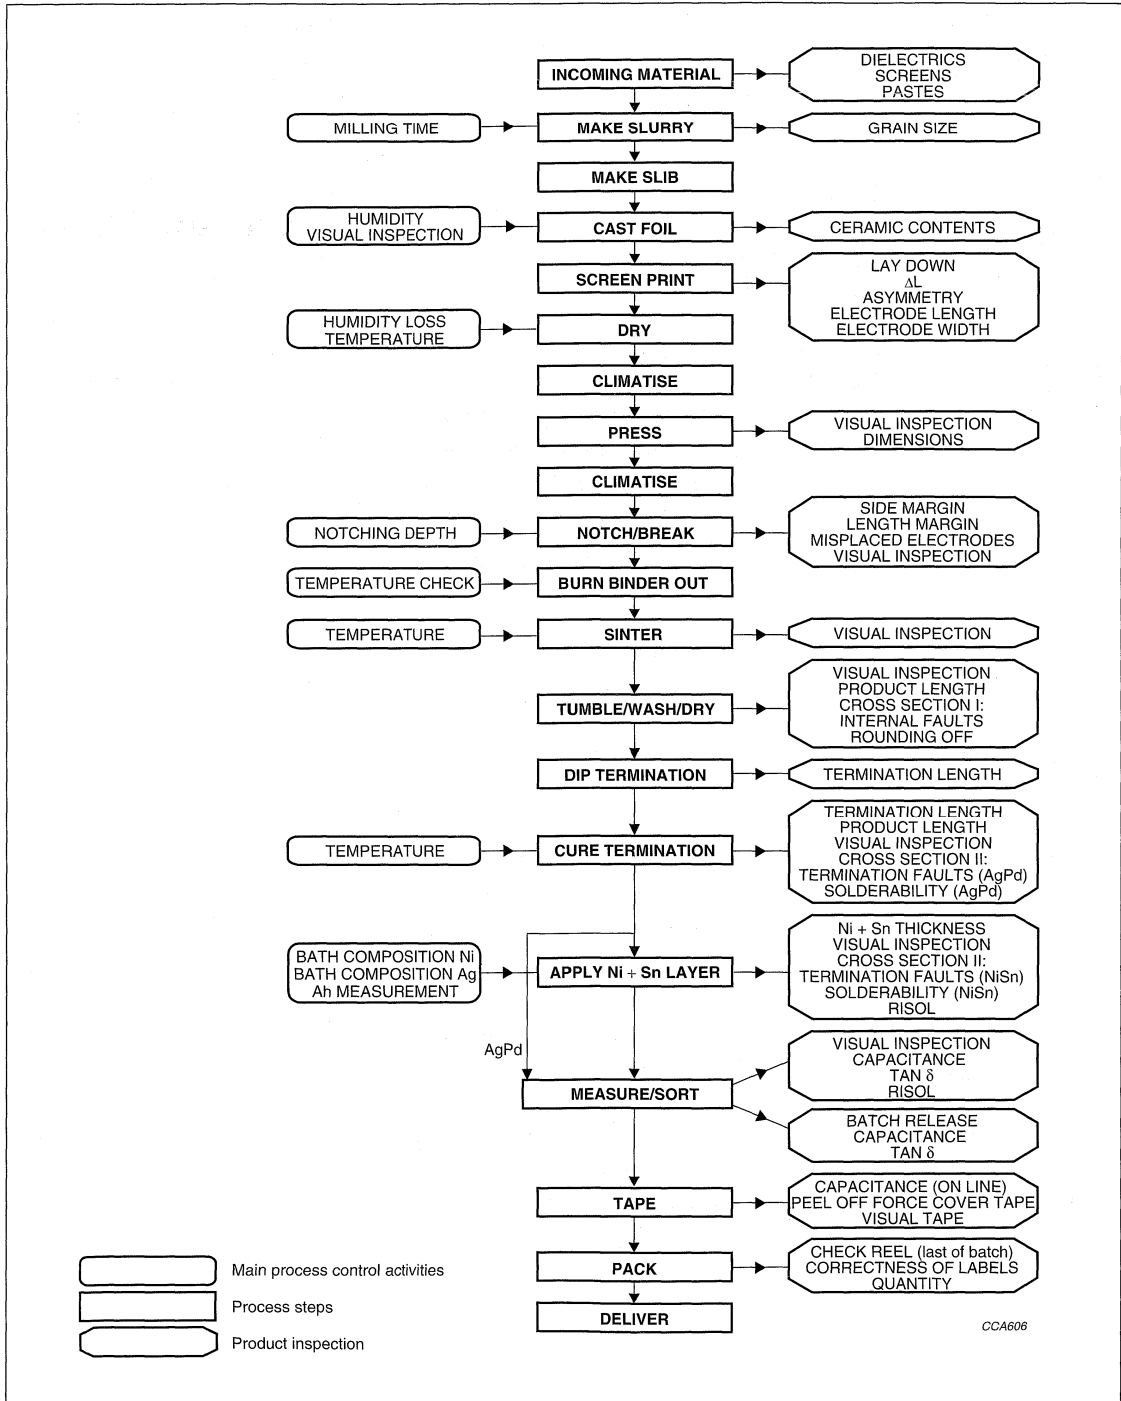 INCOMING MATERIAL
DIELECTRICS
SCREENS
PASTES
MILLING TIME
MAKE SLURRY
GRAIN SIZE
MAKE SLIB
HUMIDITY
VISUAL INSPECTION
CAST FOIL
CERAMIC CONTENTS
SCREEN PRINT
LAY DOWN
ΔL
ASYMMETRY
ELECTRODE LENGTH
ELECTRODE WIDTH
HUMIDITY LOSS
TEMPERATURE
DRY
CLIMATISE
PRESS
VISUAL INSPECTION
DIMENSIONS
CLIMATISE
NOTCHING DEPTH
NOTCH/BREAK
SIDE MARGIN
LENGTH MARGIN
MISPLACED ELECTRODES
VISUAL INSPECTION
TEMPERATURE CHECK
BURN BINDER OUT
TEMPERATURE
SINTER
VISUAL INSPECTION
TUMBLE/WASH/DRY
VISUAL INSPECTION
PRODUCT LENGTH
CROSS SECTION I:
INTERNAL FAULTS
ROUNDING OFF
DIP TERMINATION
TERMINATION LENGTH
TEMPERATURE
CURE TERMINATION
TERMINATION LENGTH
PRODUCT LENGTH
VISUAL INSPECTION
CROSS SECTION II:
TERMINATION FAULTS (AgPd)
SOLDERABILITY (AgPd)
BATH COMPOSITION Ni
BATH COMPOSITION Ag
Ah MEASUREMENT
APPLY Ni + Sn LAYER
Ni + Sn THICKNESS
VISUAL INSPECTION
CROSS SECTION II:
TERMINATION FAULTS (NiSn)
SOLDERABILITY (NiSn)
RISOL
AgPd
MEASURE/SORT
VISUAL INSPECTION
CAPACITANCE
TAN δ
RISOL
BATCH RELEASE
CAPACITANCE
TAN δ
TAPE
CAPACITANCE (ON LINE)
PEEL OFF FORCE COVER TAPE
VISUAL TAPE
PACK
CHECK REEL (last of batch)
CORRECTNESS OF LABELS
QUANTITY
DELIVER
Main process control activities
Process steps
Product inspection
CCA606